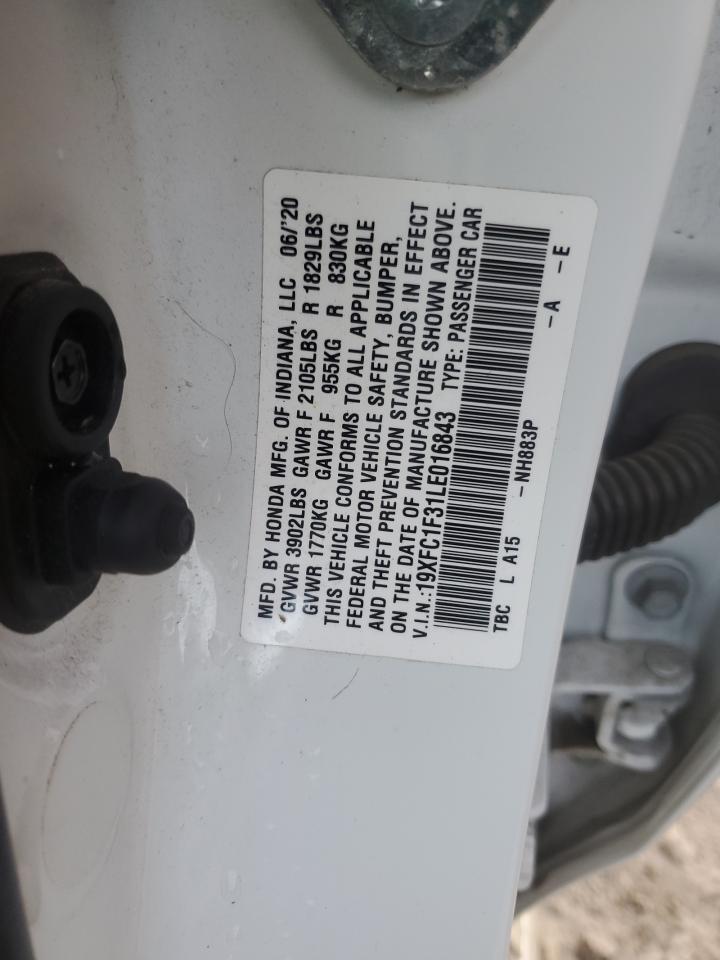 MFD. BY HONDA MFG. OF INDIANA, LLC 06/'20
GVWR 3902LBS GAWR F 2105LBS R 1829LBS
GVWR 1770KG GAWR F 955KG R 830KG
THIS VEHICLE CONFORMS TO ALL APPLICABLE
FEDERAL MOTOR VEHICLE SAFETY, BUMPER,
AND THEFT PREVENTION STANDARDS IN EFFECT
ON THE DATE OF MANUFACTURE SHOWN ABOVE.
V.I.N.:19XFC1F31LE016843 TYPE: PASSENGER CAR
TBC L A15 -NH883P -A -E